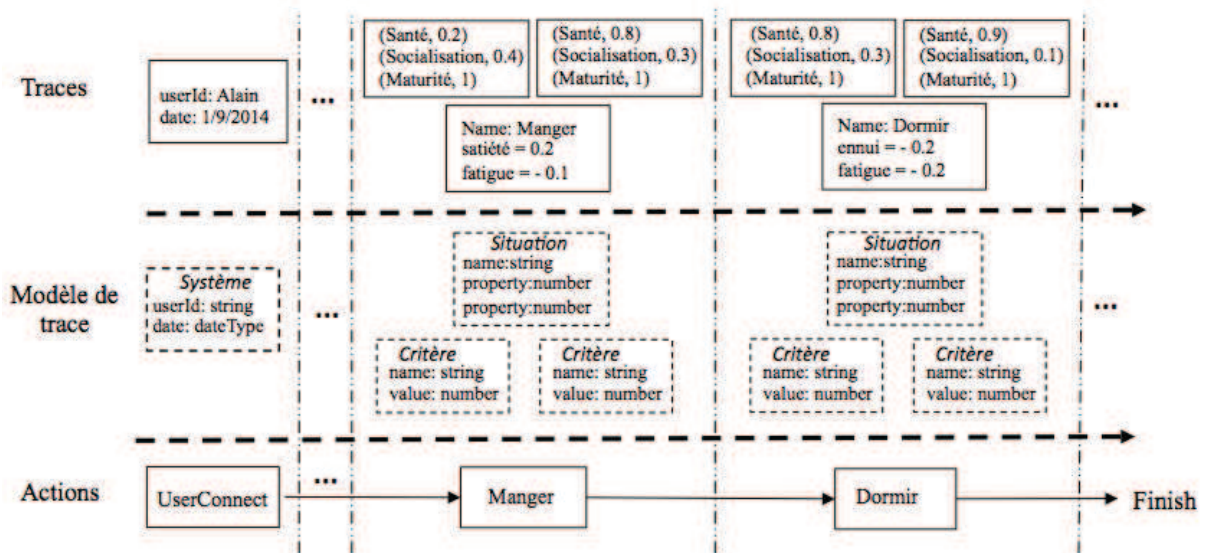 Traces
userId: Alain
date: 1/9/2014
...
(Santé, 0.2)
(Socialisation, 0.4)
(Maturité, 1)
(Santé, 0.8)
(Socialisation, 0.3)
(Maturité, 1)
Name: Manger
satiété = 0.2
fatigue = - 0.1
(Santé, 0.8)
(Socialisation, 0.3)
(Maturité, 1)
(Santé, 0.9)
(Socialisation, 0.1)
(Maturité, 1)
Name: Dormir
ennui = - 0.2
fatigue = - 0.2
...
Modèle de
trace
Système
userId: string
date: dateType
...
Situation
name:string
property:number
property:number
Critère
name: string
value: number
Critère
name: string
value: number
Situation
name:string
property:number
property:number
Critère
name: string
value: number
Critère
name: string
value: number
...
Actions
UserConnect
...
Manger
Dormir
Finish